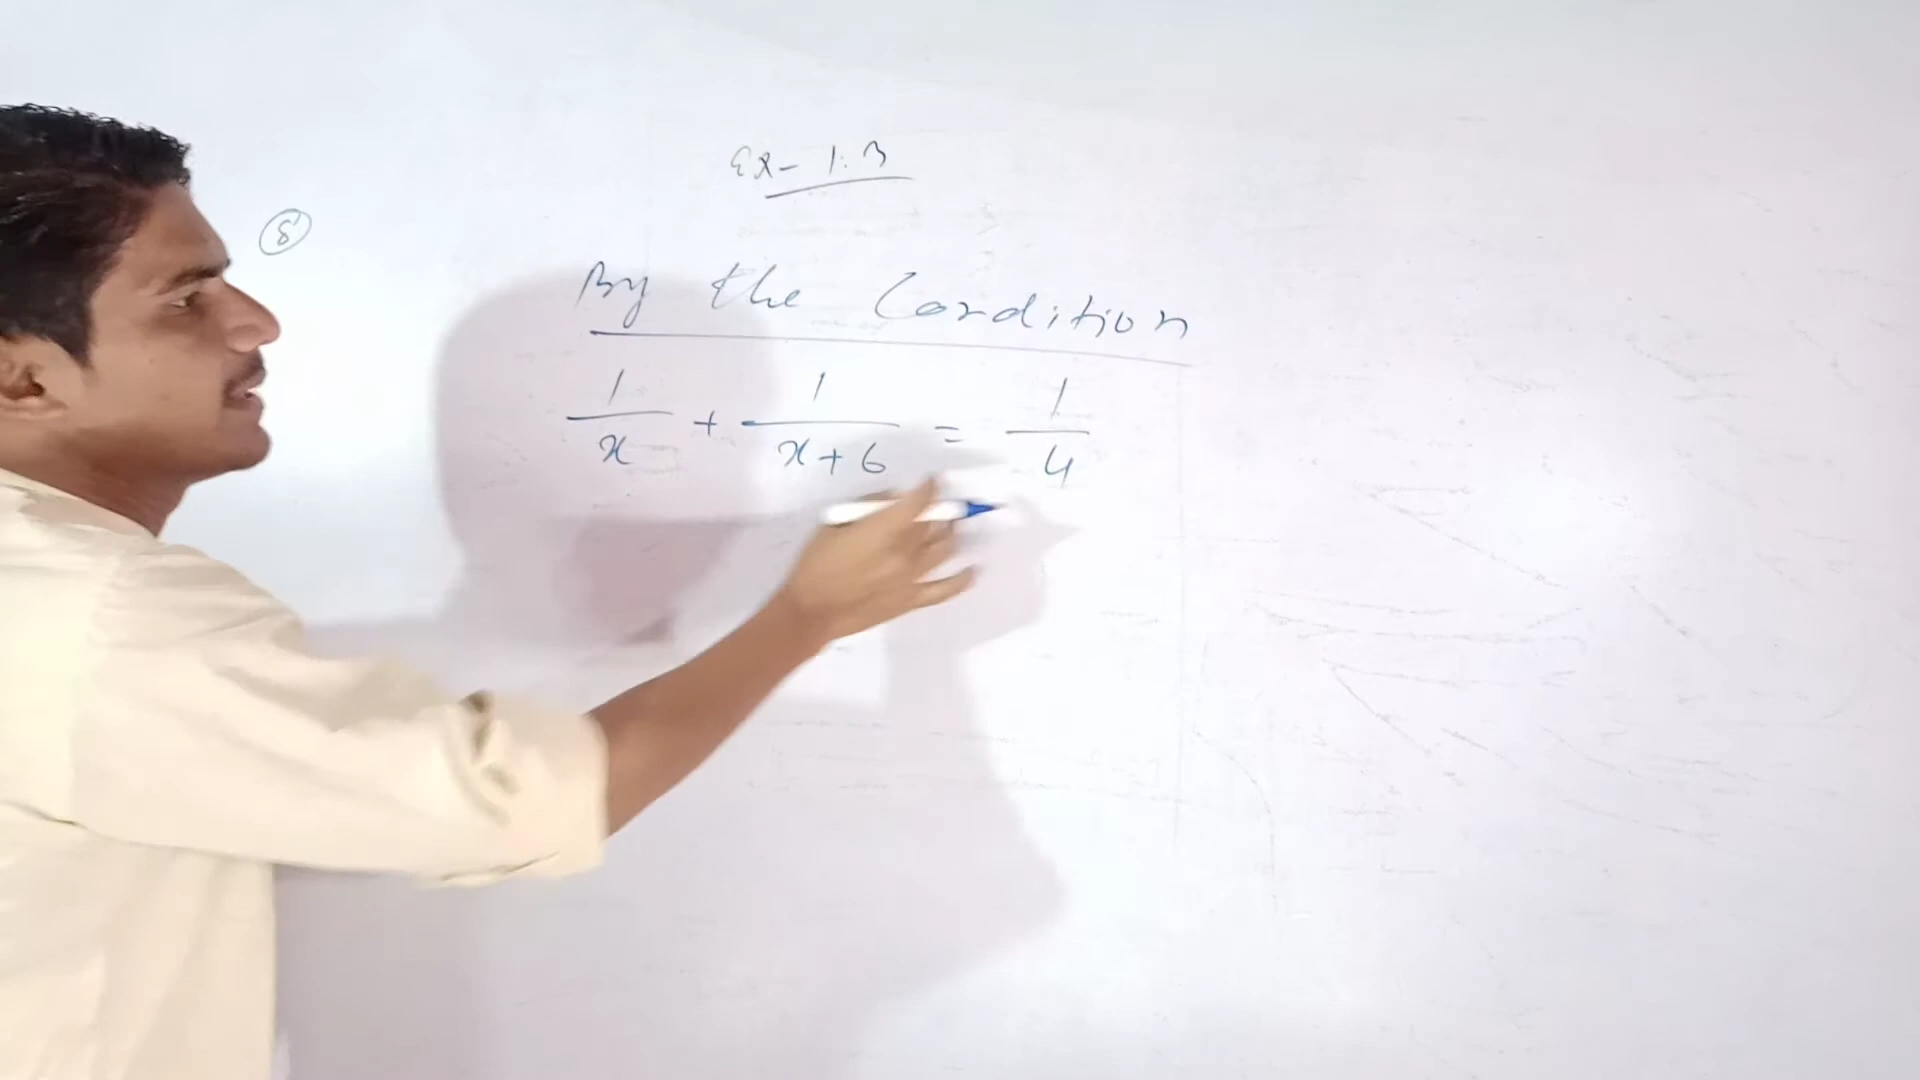 Ex- 1.3
8
By the Condition
1/x + 1/x+6 = 1/4